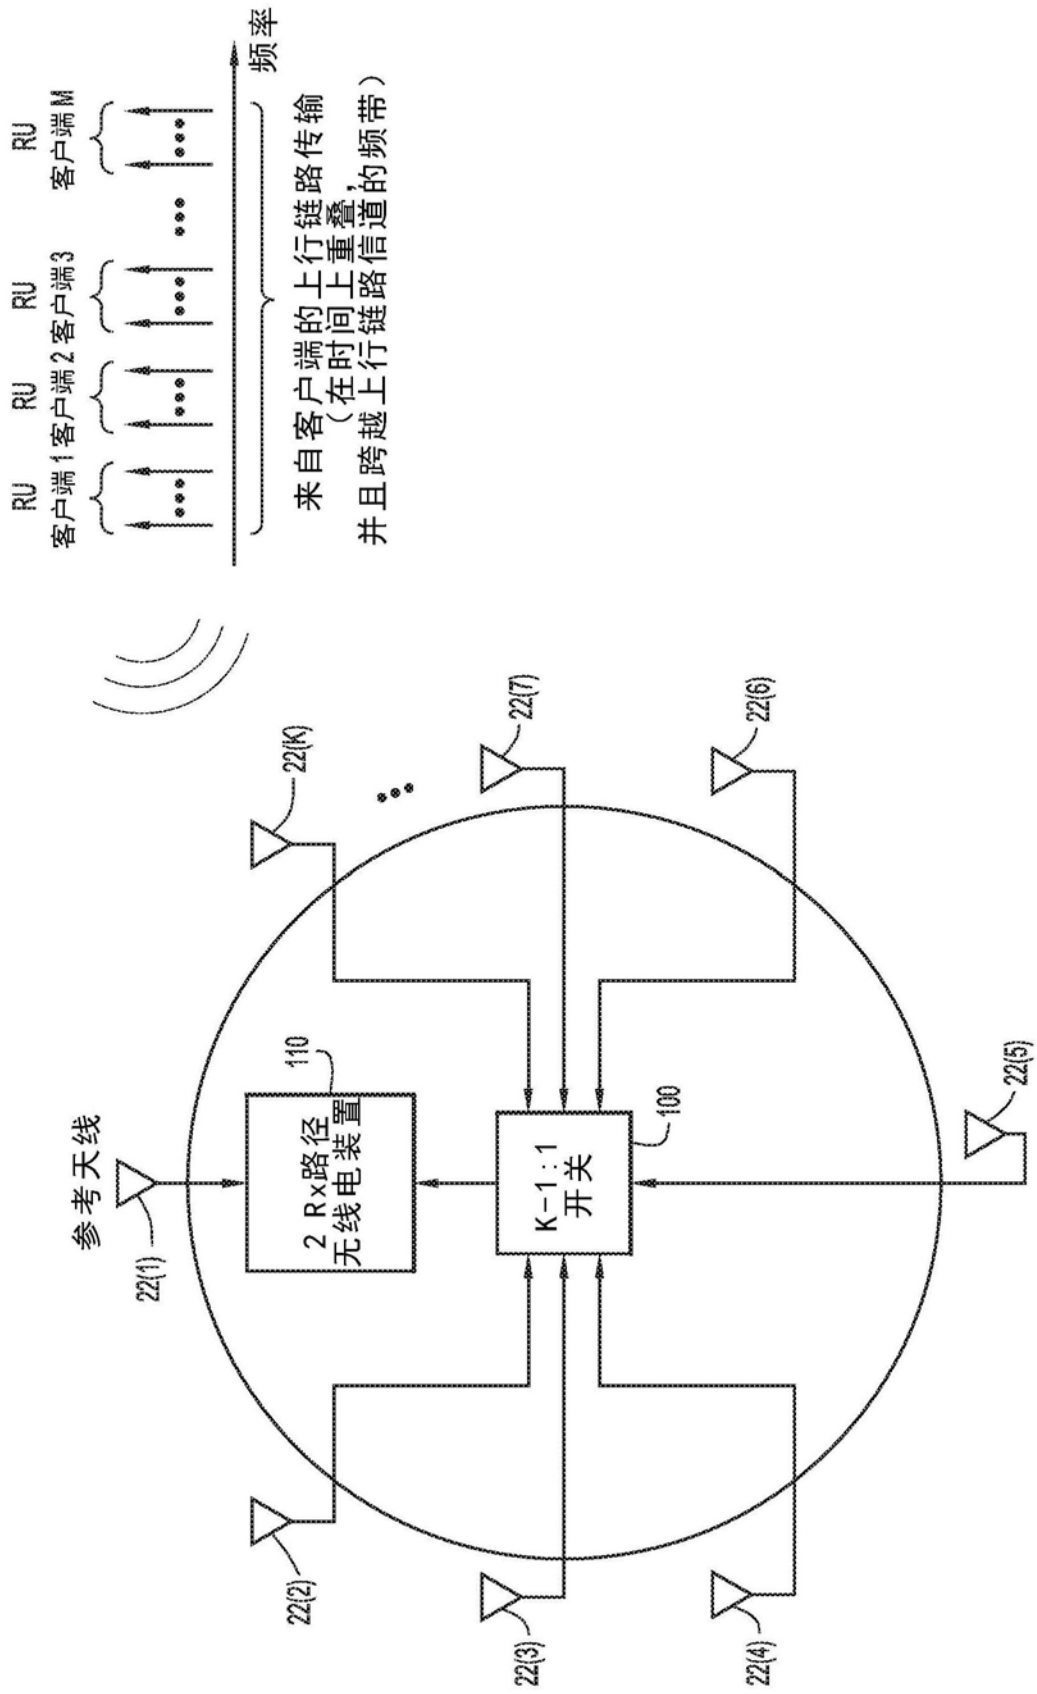 参考天线
22(1)
22(2)
22(3)
22(4)
22(5)
22(6)
22(7)
22(K)
2 Rx路径
无线电装置
110
K-1:1
开关
100
RU
RU
RU
RU
客户端1
客户端2
客户端3
客户端M
频率
来自客户端的上行链路传输
(在时间上重叠,
并且跨越上行链路信道的频带)